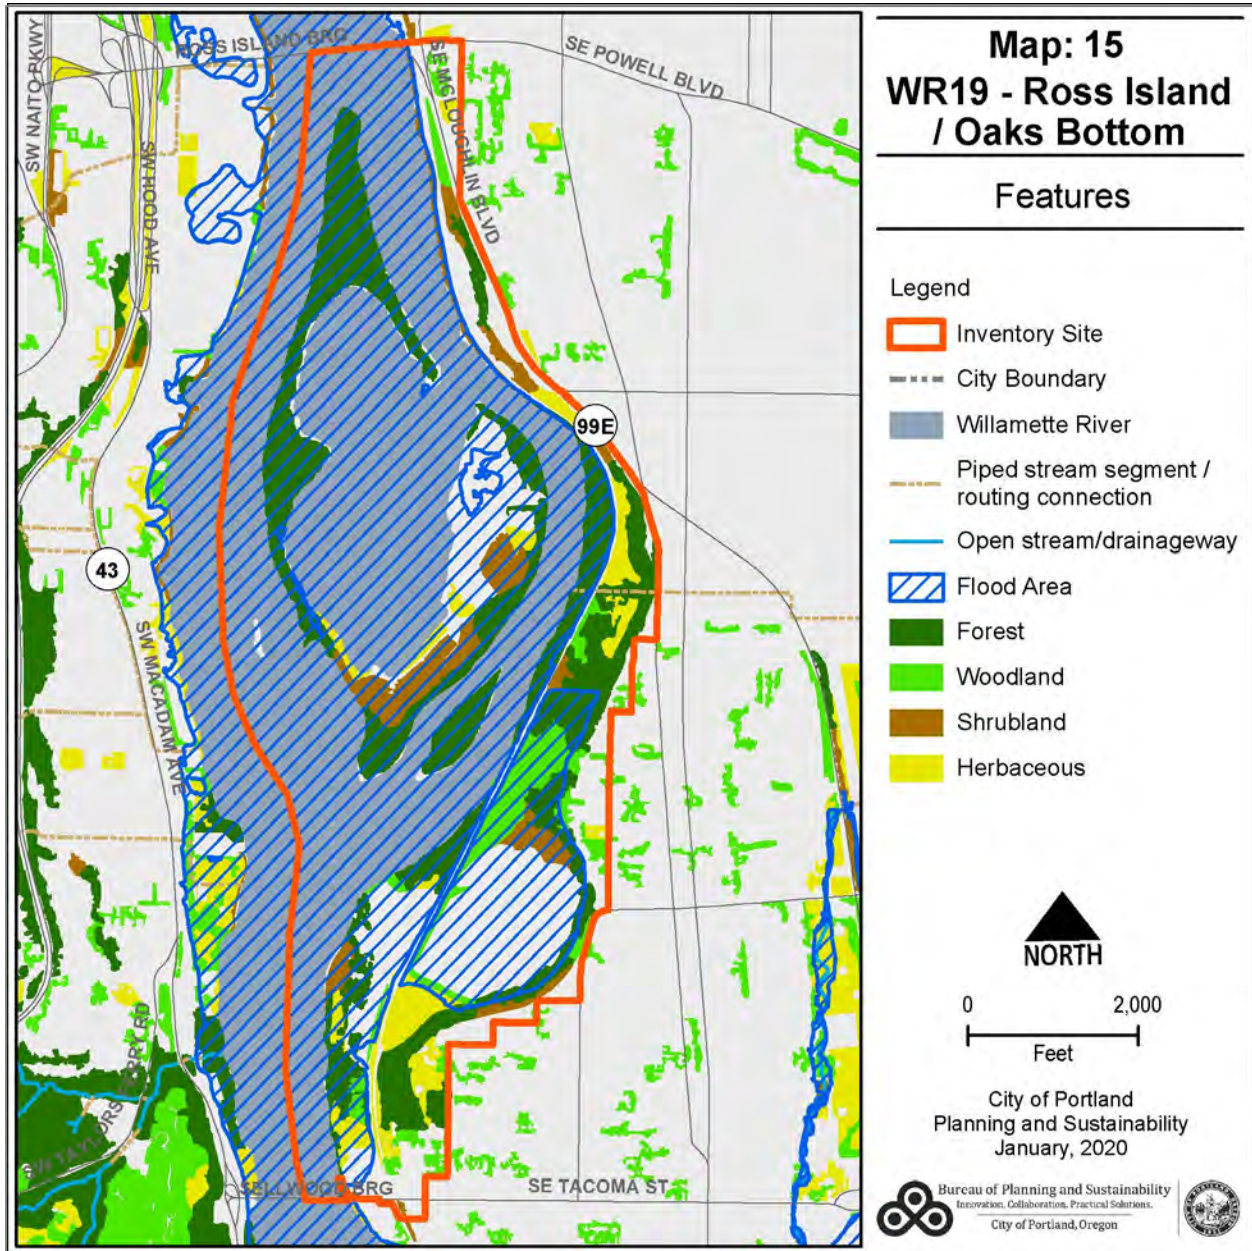 Map: 15
WR19 - Ross Island
/ Oaks Bottom
Features
Legend
Inventory Site
City Boundary
Willamette River
Piped stream segment /
routing connection
Open stream/drainageway
Flood Area
Forest
Woodland
Shrubland
Herbaceous
NORTH
0 2,000
Feet
City of Portland
Planning and Sustainability
January, 2020
Bureau of Planning and Sustainability
Innovation. Collaboration. Practical Solutions.
City of Portland, Oregon
SW NAITO PKWY
ROSS ISLAND BRG
SE POWELL BLVD
SE MCLOUGHLIN BLVD
SW HOOD AVE
99E
43
SW MACADAM AVE
SW TAYLORS FERRY RD
SELLWOOD BRG
SE TACOMA ST